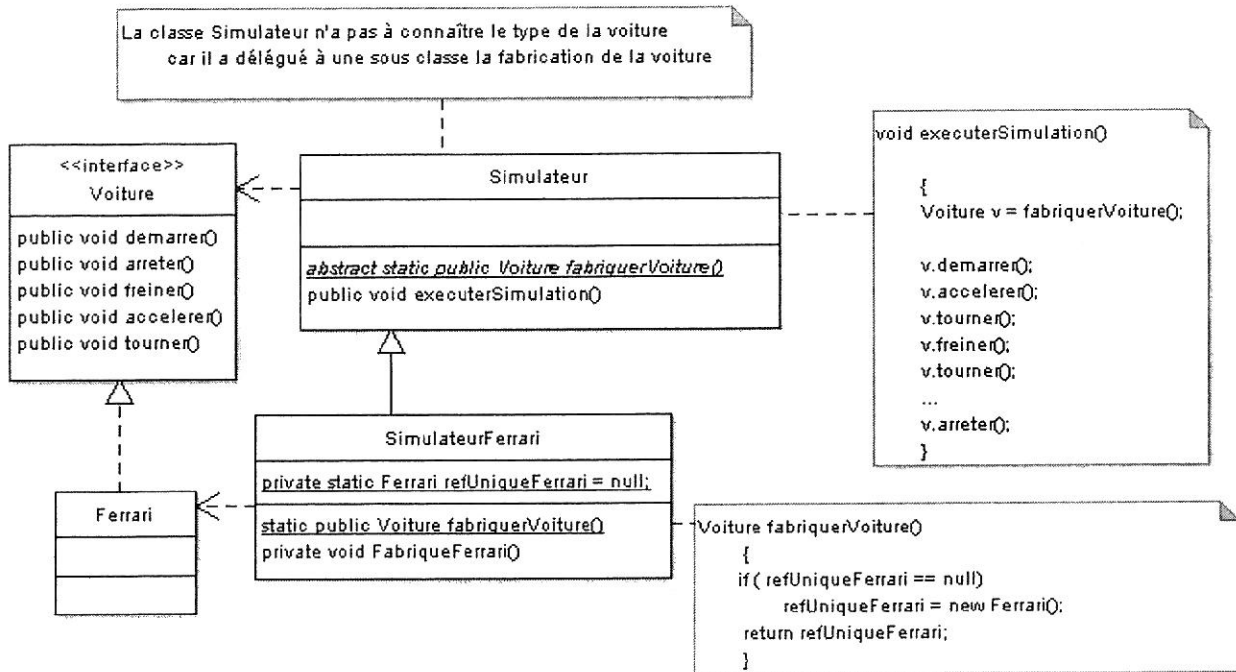 La classe Simulateur n'a pas à connaître le type de la voiture
car il a délégué à une sous classe la fabrication de la voiture
<<interface>>
Voiture
public void demarrer()
public void arreter()
public void freiner()
public void accelerer()
public void tourner()
Simulateur
abstract static public Voiture fabriquerVoiture()
public void executerSimulation()
void executerSimulation()
{
Voiture v = fabriquerVoiture();
v.demarrer();
v.accelerer();
v.tourner();
v.freiner();
v.tourner();
...
v.arreter();
}
SimulateurFerrari
private static Ferrari refUniqueFerrari = null;
static public Voiture fabriquerVoiture()
private void FabriqueFerrari()
Ferrari
Voiture fabriquerVoiture()
{
if ( refUniqueFerrari == null)
refUniqueFerrari = new Ferrari();
return refUniqueFerrari;
}